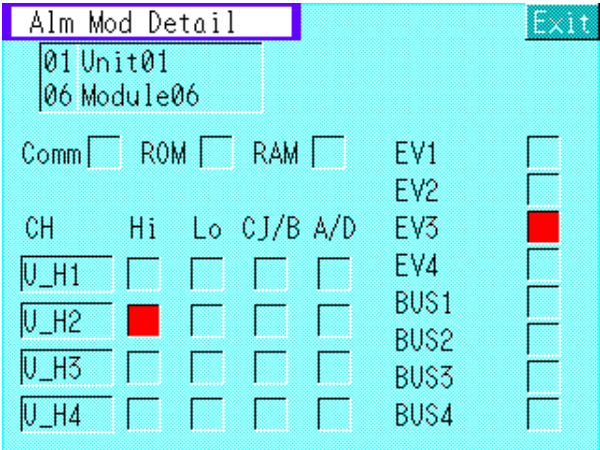 Alm Mod Detail Exit
01 Unit01
06 Module06
Comm ROM RAM EV1
EV2
CH Hi Lo CJ/B A/D EV3
V_H1 EV4
V_H2 BUS1
BUS2
V_H3 BUS3
V_H4 BUS4